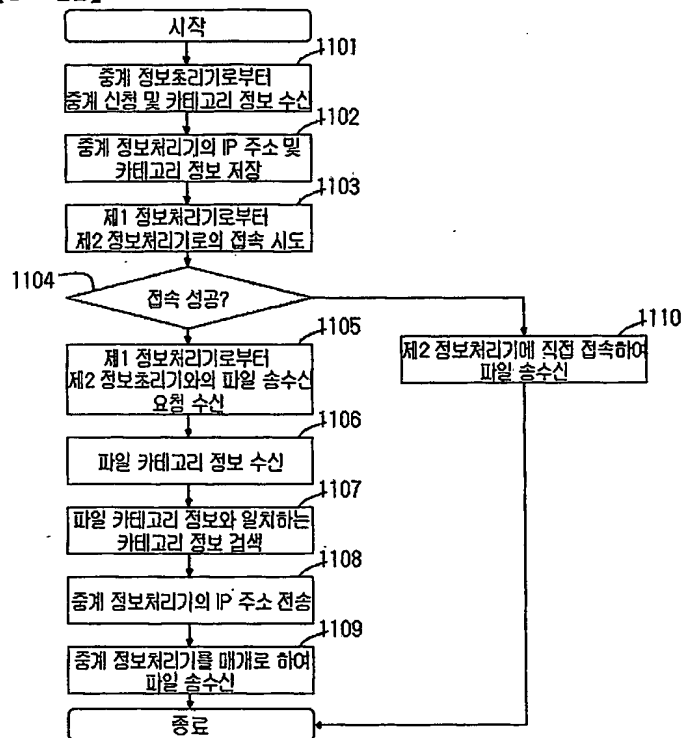 시작
1101
중계 정보초리기로부터
중계 신청 및 카테고리 정보 수신
1102
중계 정보처리기의 IP 주소 및
카테고리 정보 저장
1103
제1 정보처리기로부터
제2 정보처리기로의 접속 시도
1104
접속 성공?
1105
제1 정보처리기로부터
제2 정보초리기와의 파일 송수신
요청 수신
1110
제2 정보처리기에 직접 접속하여
파일 송수신
1106
파일 카테고리 정보 수신
1107
파일 카테고리 정보와 일치하는
카테고리 정보 검색
1108
중계 정보처리기의 IP 주소 전송
1109
중계 정보처리기를 매개로 하여
파일 송수신
종료